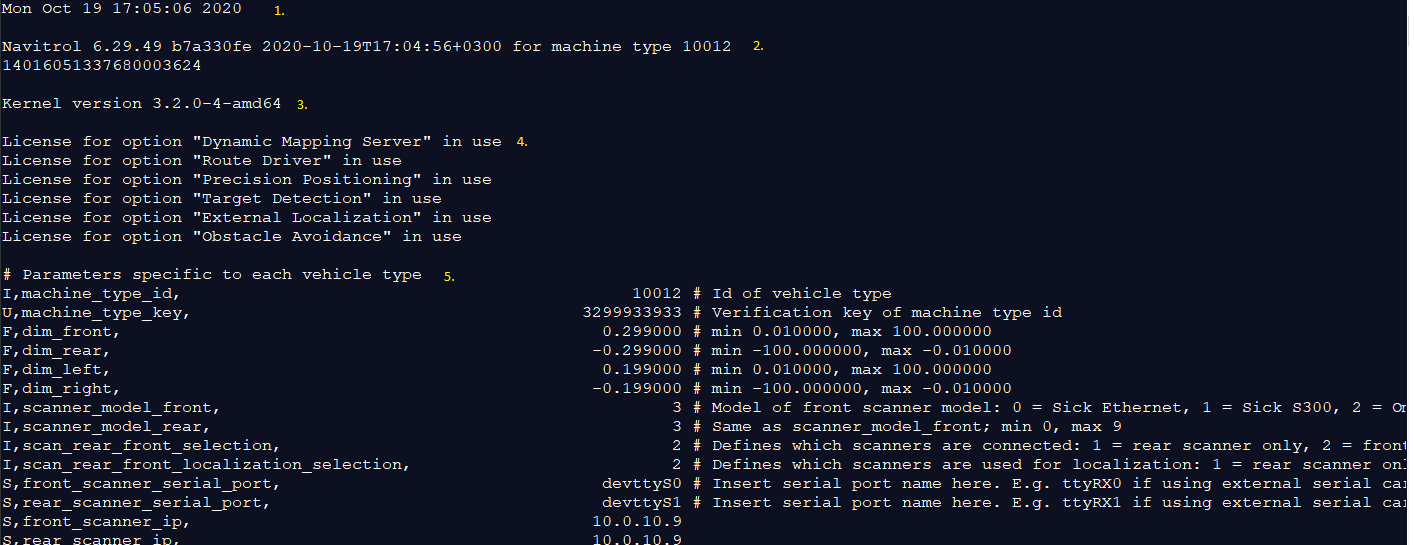 Mon Oct 19 17:05:06 2020 1.
Navitrol 6.29.49 b7a330fe 2020-10-19T17:04:56+0300 for machine type 10012 2.
14016051337680003624
Kernel version 3.2.0-4-amd64 3.
License for option "Dynamic Mapping Server" in use 4.
License for option "Route Driver" in use
License for option "Precision Positioning" in use
License for option "Target Detection" in use
License for option "External Localization" in use
License for option "Obstacle Avoidance" in use
# Parameters specific to each vehicle type 5.
I,machine_type_id, 10012 # Id of vehicle type
U,machine_type_key, 3299933933 # Verification key of machine type id
F,dim_front, 0.299000 # min 0.010000, max 100.000000
F,dim_rear, -0.299000 # min -100.000000, max -0.010000
F,dim_left, 0.199000 # min 0.010000, max 100.000000
F,dim_right, -0.199000 # min -100.000000, max -0.010000
I,scanner_model_front, 3 # Model of front scanner model: 0 = Sick Ethernet, 1 = Sick S300, 2 =
I,scanner_model_rear, 3 # Same as scanner_model_front; min 0, max 9
I,scan_rear_front_selection, 2 # Defines which scanners are connected: 1 = rear scanner only, 2 = front
I,scan_rear_front_localization_selection, 2 # Defines which scanners are used for localization: 1 = rear scanner
S,front_scanner_serial_port, devttyS0 # Insert serial port name here. E.g. ttyRX0 if using external serial
S,rear_scanner_serial_port, devttyS1 # Insert serial port name here. E.g. ttyRX1 if using external serial
S,front_scanner_ip, 10.0.10.9
S,rear_scanner_ip, 10.0.10.9